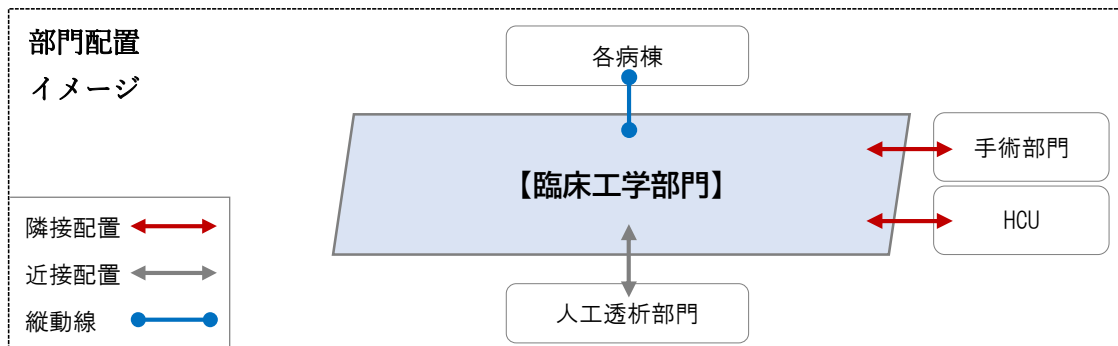 部門配置
イメージ
各病棟
【臨床工学部門】
手術部門
HCU
人工透析部門
隣接配置
近接配置
縦動線